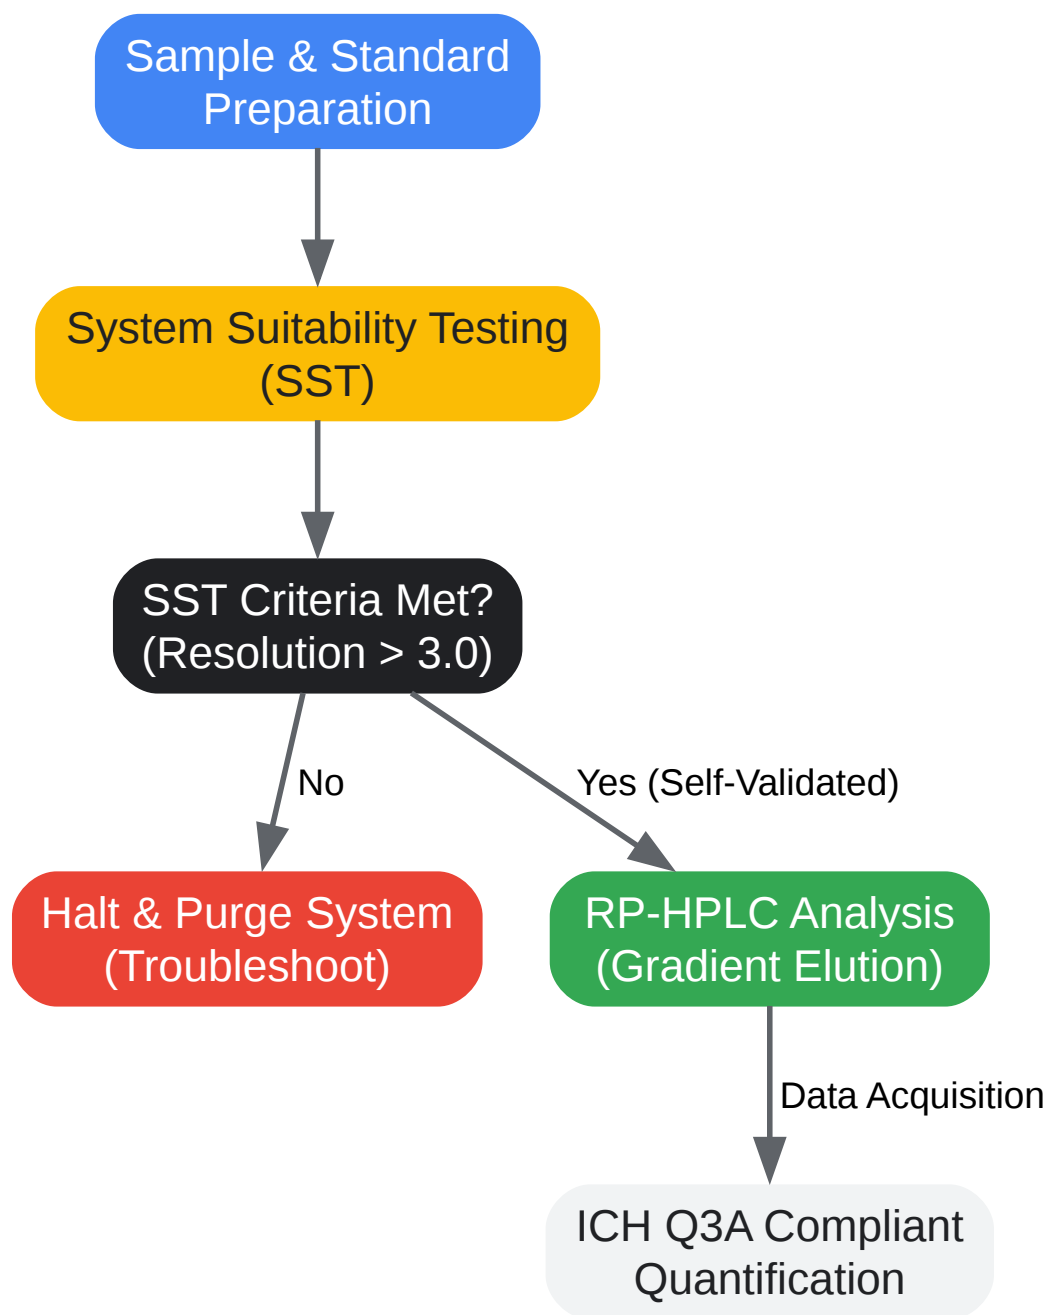 Sample & Standard
Preparation
System Suitability Testing
(SST)
SST Criteria Met?
(Resolution > 3.0)
No
Yes (Self-Validated)
Halt & Purge System
(Troubleshoot)
RP-HPLC Analysis
(Gradient Elution)
Data Acquisition
ICH Q3A Compliant
Quantification